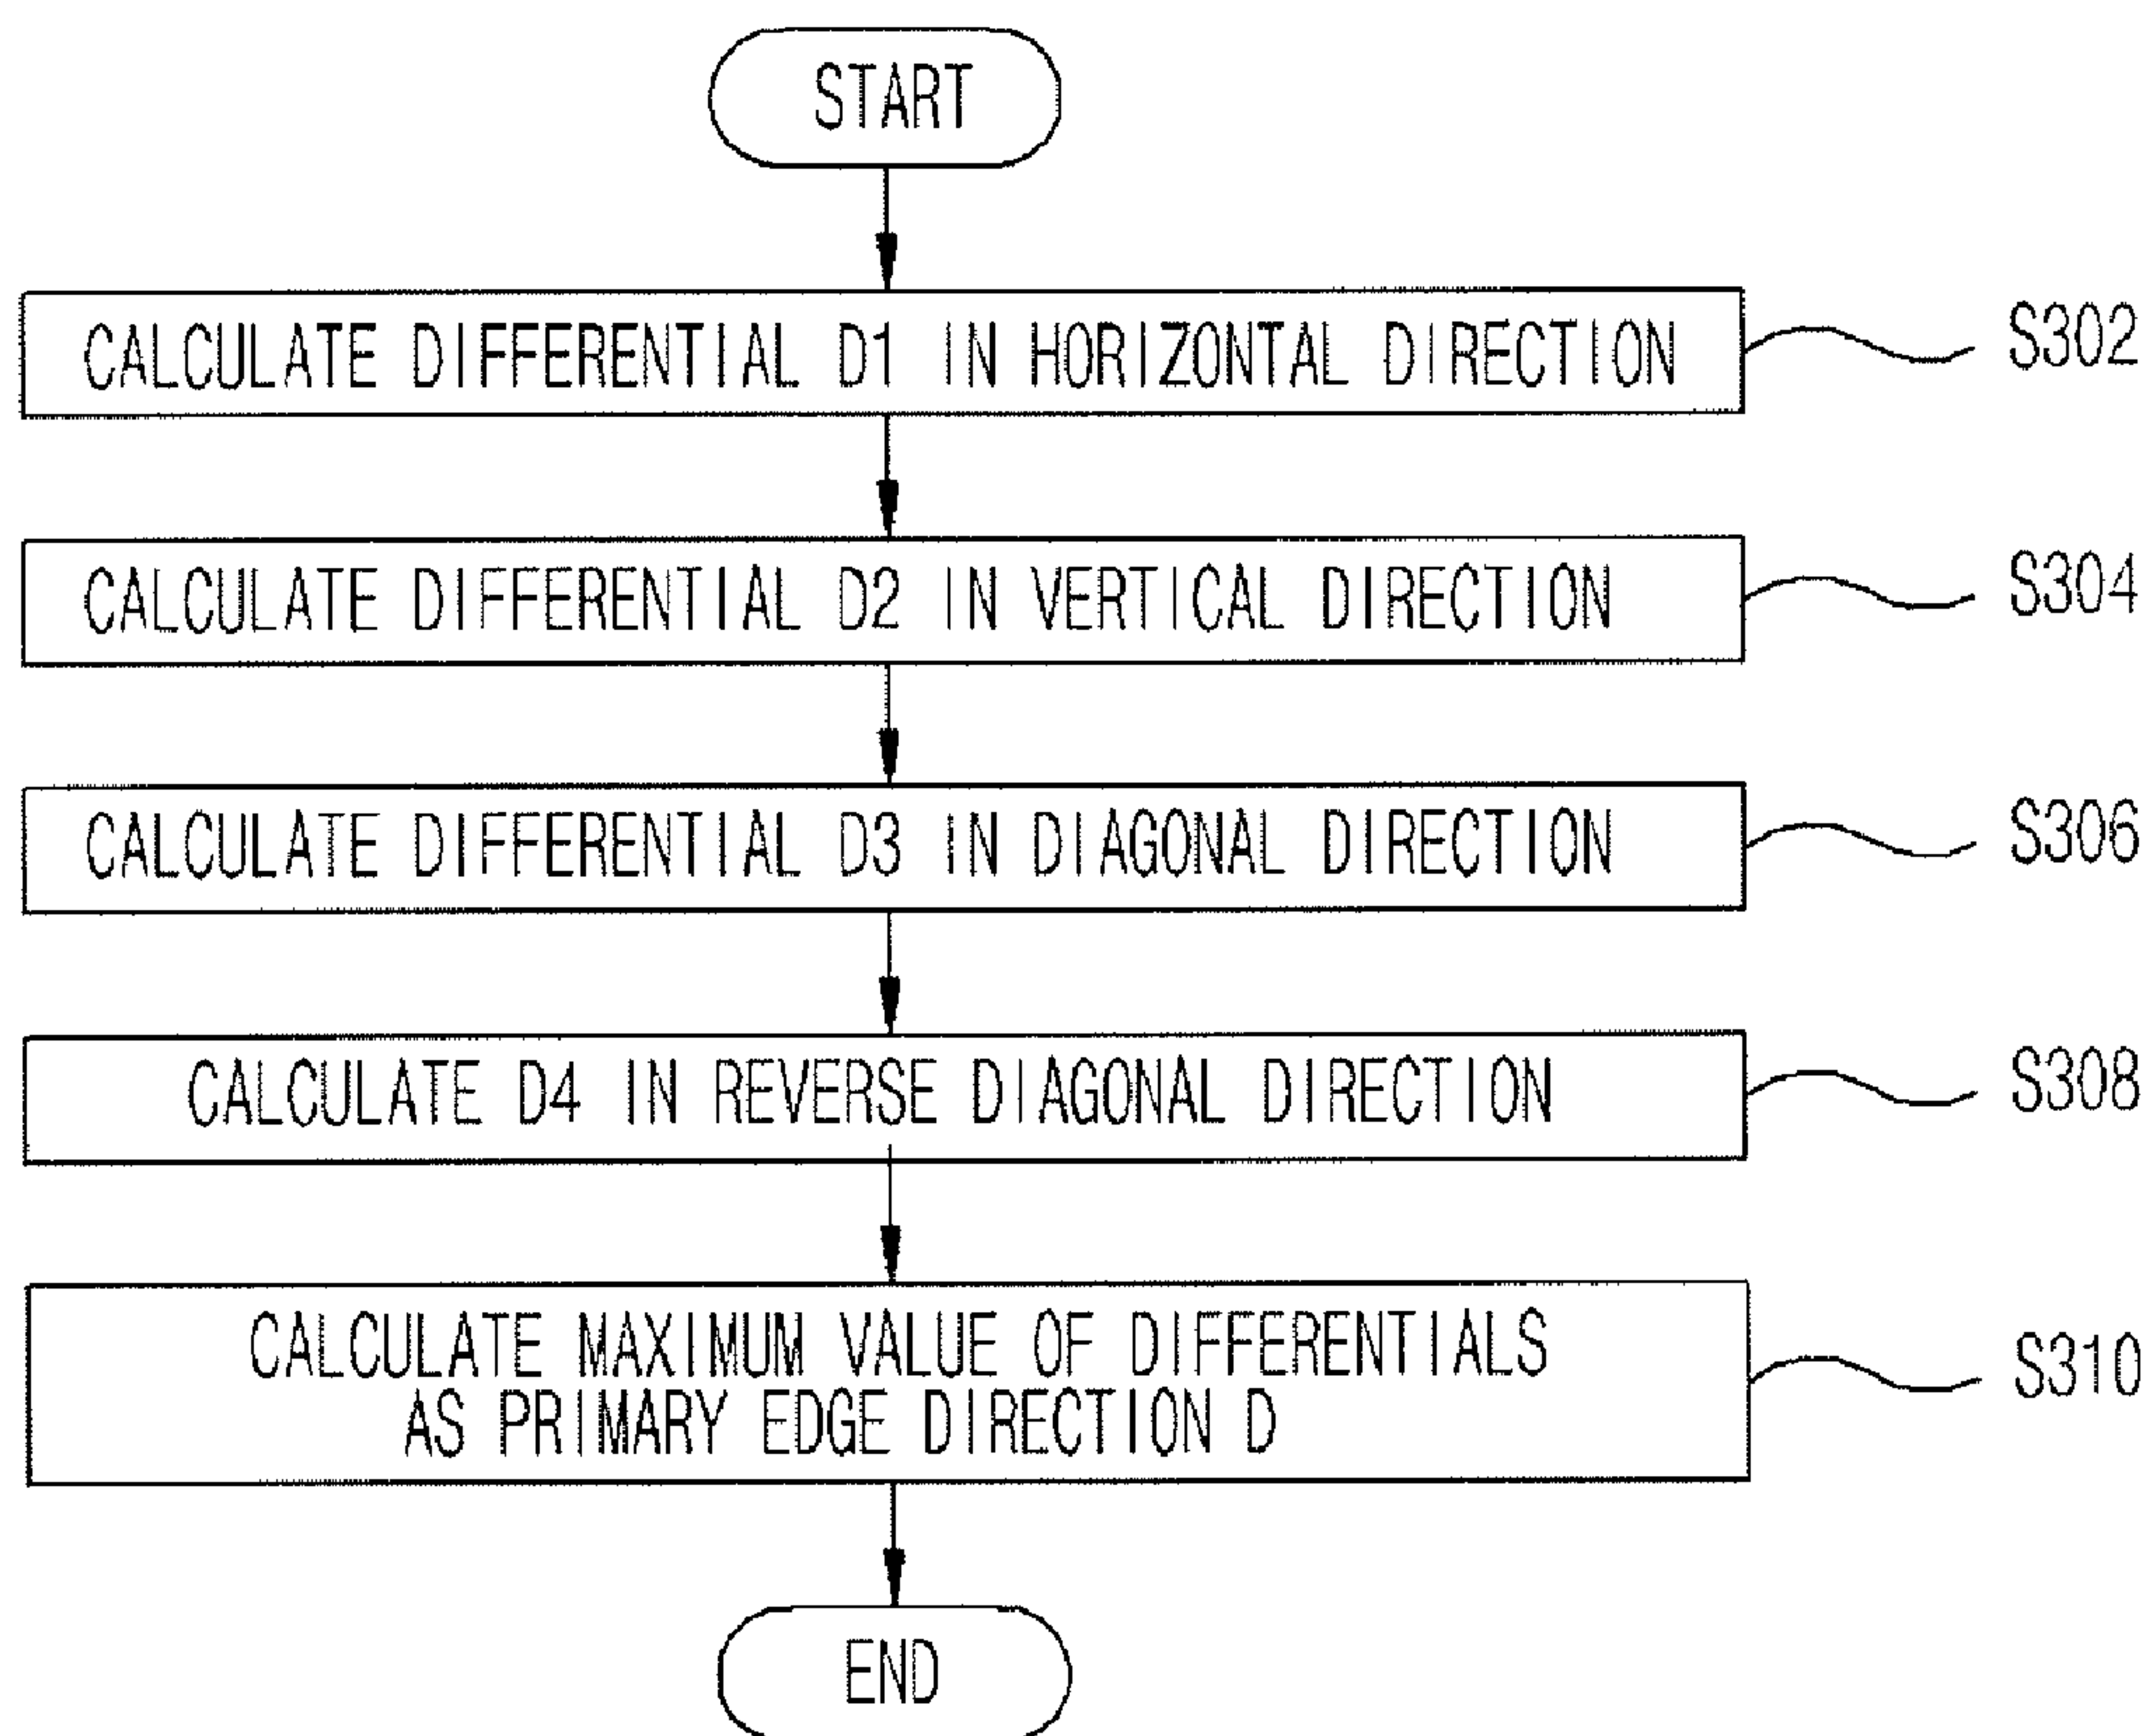 START
CALCULATE DIFFERENTIAL D1 IN HORIZONTAL DIRECTION
S302
CALCULATE DIFFERENTIAL D2 IN VERTICAL DIRECTION
S304
CALCULATE DIFFERENTIAL D3 IN DIAGONAL DIRECTION
S306
CALCULATE D4 IN REVERSE DIAGONAL DIRECTION
S308
CALCULATE MAXIMUM VALUE OF DIFFERENTIALS
AS PRIMARY EDGE DIRECTION D
S310
END